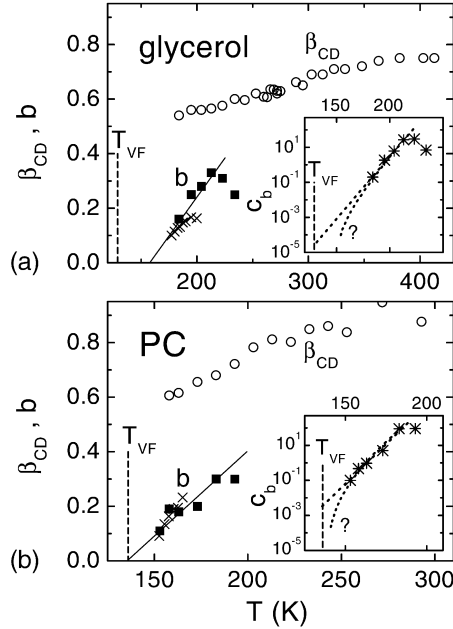 (a)
glycerol
β_CD
β_CD , b
0.8
0.6
0.4
0.2
0.0
T_VF
b
200
300
400
150
200
c_b
10^1
10^-1
10^-3
10^-5
T_VF
?
(b)
PC
β_CD
β_CD , b
0.8
0.6
0.4
0.2
0.0
T_VF
b
150
200
250
300
T (K)
150
190
c_b
10^1
10^-1
10^-3
10^-5
T_VF
?